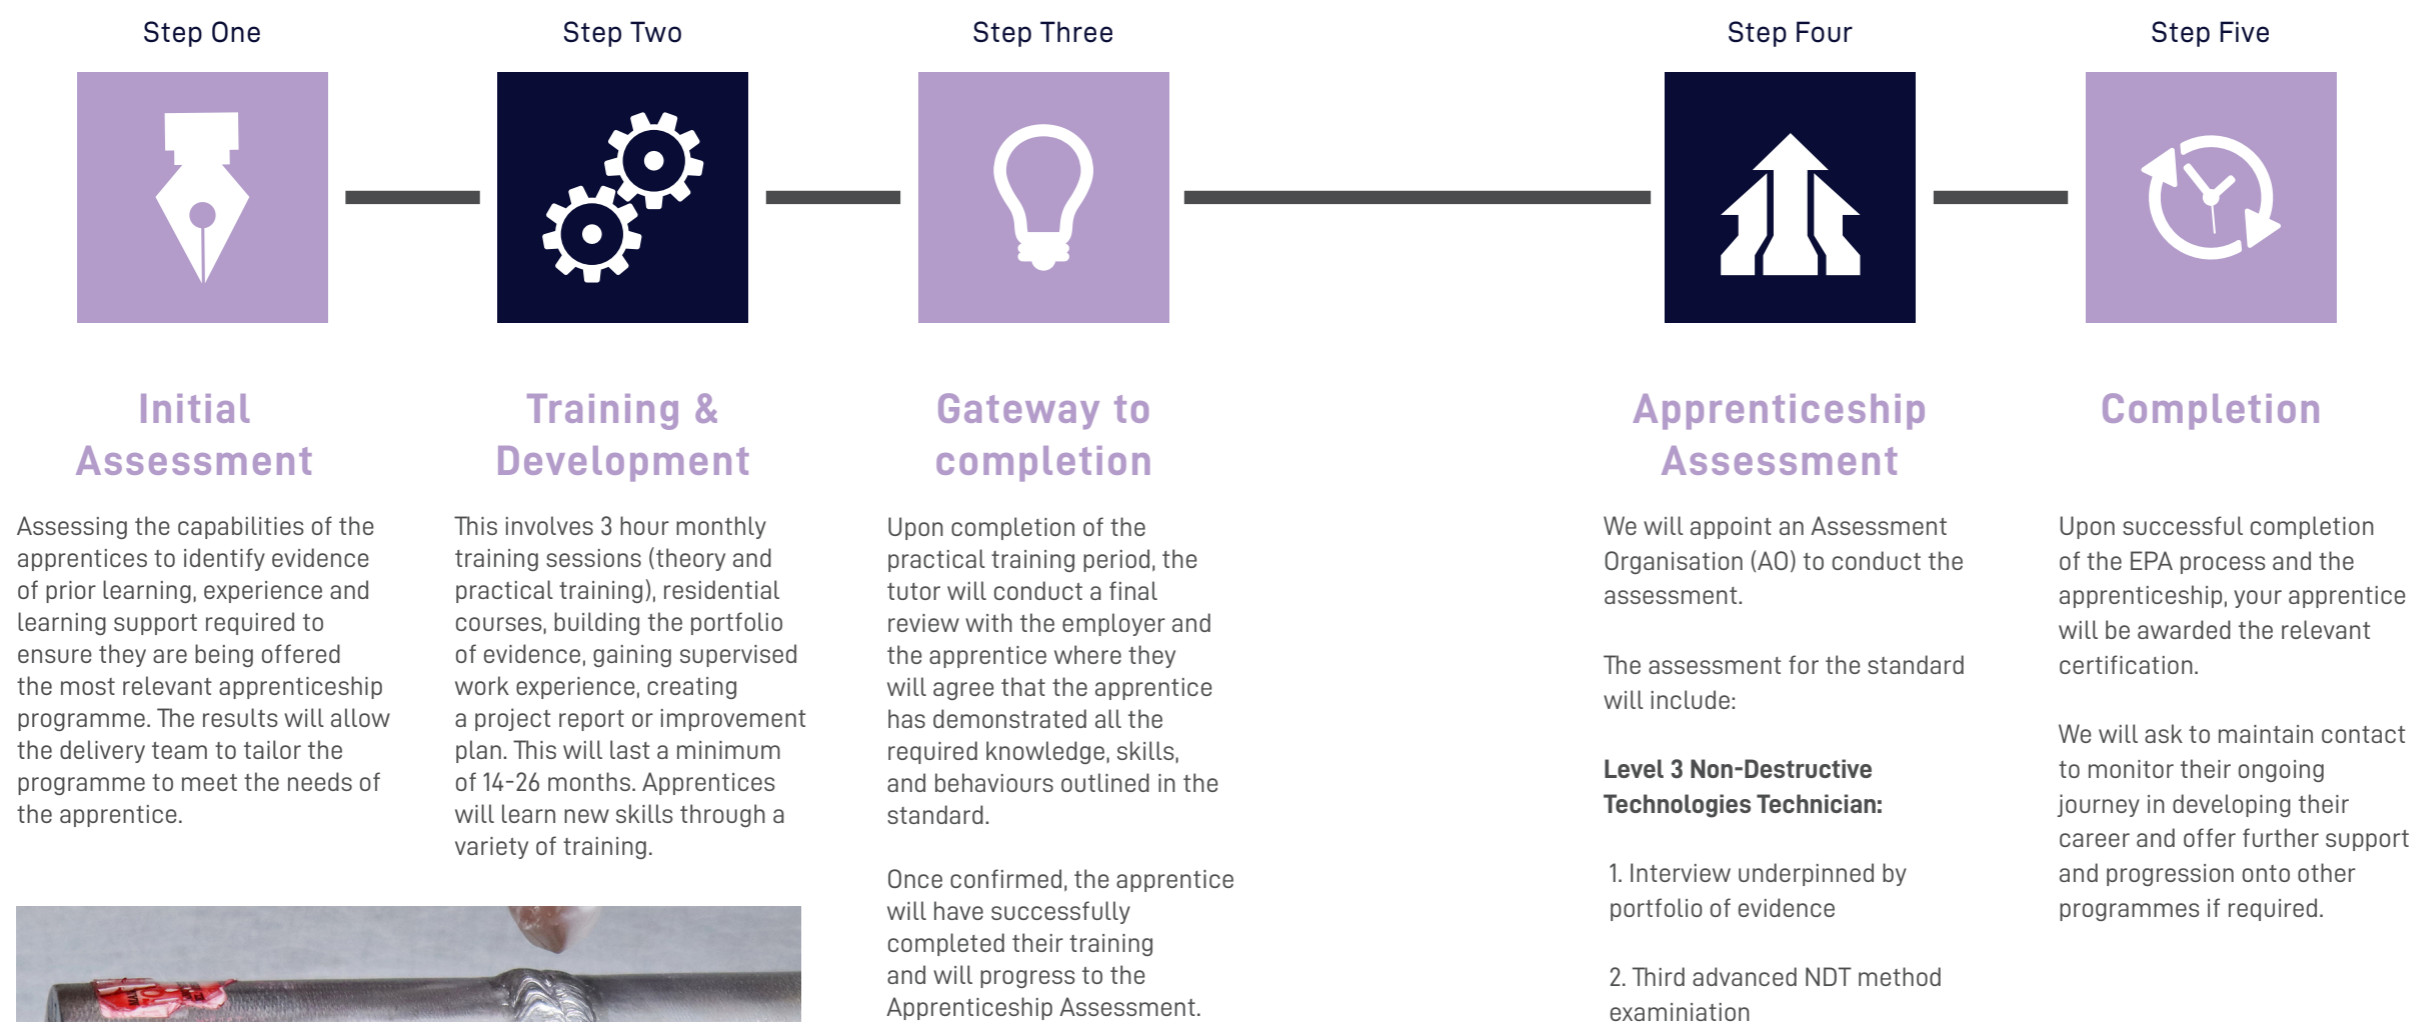 Step One
Step Two
Step Three
Step Four
Step Five
Initial
Assessment
Assessing the capabilities of the
apprentices to identify evidence
of prior learning, experience and
learning support required to
ensure they are being offered
the most relevant apprenticeship
programme. The results will allow
the delivery team to tailor the
programme to meet the needs of
the apprentice.
Training &
Development
This involves 3 hour monthly
training sessions (theory and
practical training), residential
courses, building the portfolio
of evidence, gaining supervised
work experience, creating
a project report or improvement
plan. This will last a minimum
of 14-26 months. Apprentices
will learn new skills through a
variety of training.
Gateway to
completion
Upon completion of the
practical training period, the
tutor will conduct a final
review with the employer and
the apprentice where they
will agree that the apprentice
has demonstrated all the
required knowledge, skills,
and behaviours outlined in the
standard.
Once confirmed, the apprentice
will have successfully
completed their training
and will progress to the
Apprenticeship Assessment.
Apprenticeship
Assessment
We will appoint an Assessment
Organisation (AO) to conduct the
assessment.
The assessment for the standard
will include:
Level 3 Non-Destructive
Technologies Technician:
1. Interview underpinned by
portfolio of evidence
2. Third advanced NDT method
examiniation
Completion
Upon successful completion
of the EPA process and the
apprenticeship, your apprentice
will be awarded the relevant
certification.
We will ask to maintain contact
to monitor their ongoing
journey in developing their
career and offer further support
and progression onto other
programmes if required.